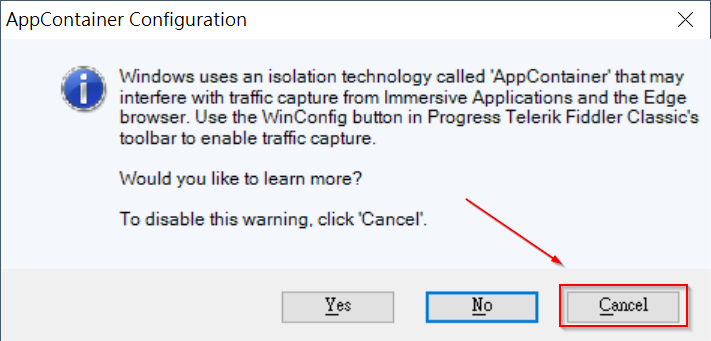 AppContainer Configuration
Windows uses an isolation technology called 'AppContainer' that may
interfere with traffic capture from Immersive Applications and the Edge
browser. Use the WinConfig button in Progress Telerik Fiddler Classic's
toolbar to enable traffic capture.
Would you like to learn more?
To disable this warning, click 'Cancel'.
Yes No Cancel